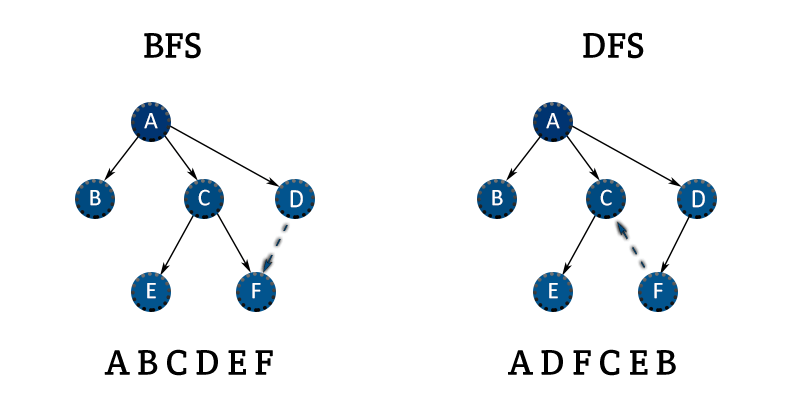 BFS
A
B C D
E F
A B C D E F
DFS
A
B C D
E F
A D F C E B